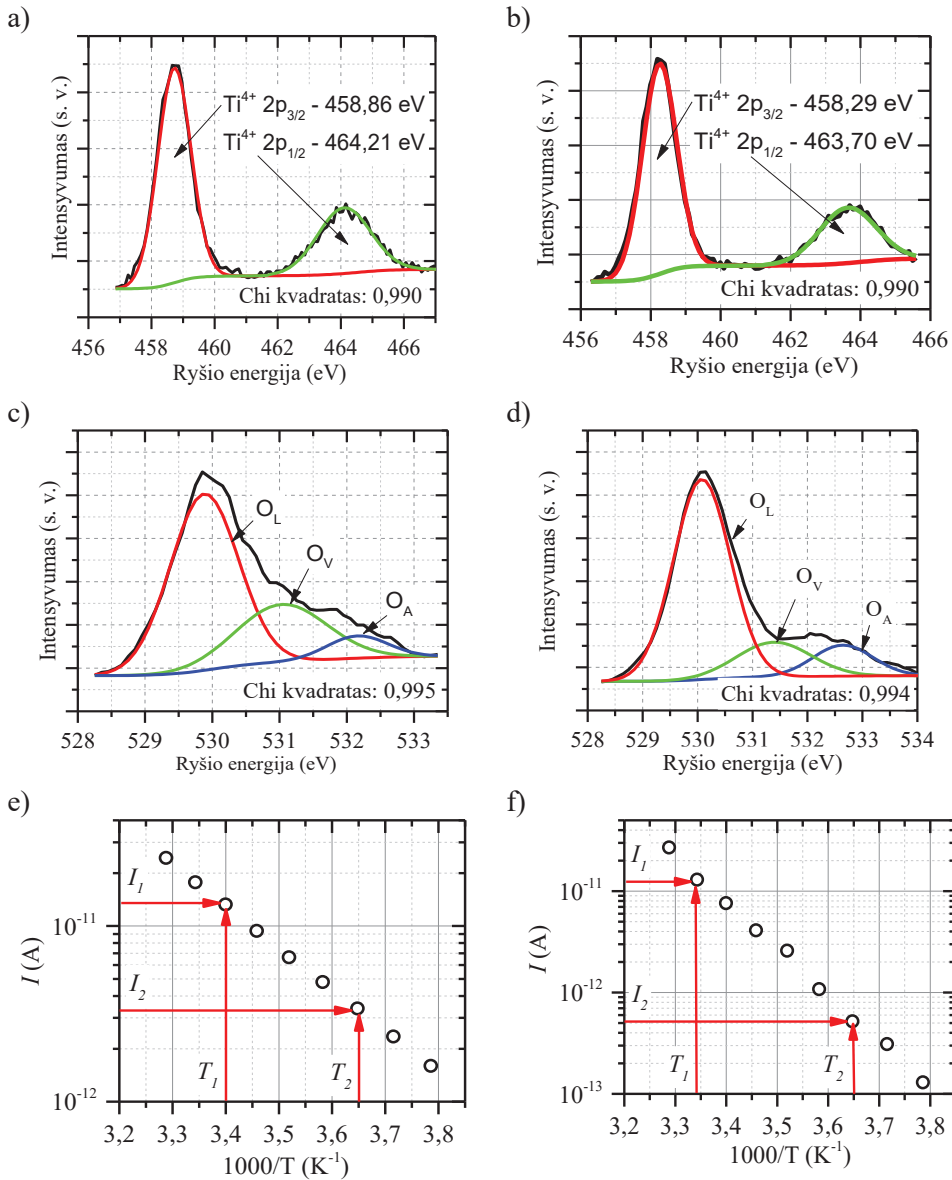 a)
Intensyvumas (s. v.)
Ti⁴⁺ 2p₃/₂ - 458,86 eV
Ti⁴⁺ 2p₁/₂ - 464,21 eV
Chi kvadratas: 0,990
456 458 460 462 464 466
Ryšio energija (eV)
b)
Intensyvumas (s. v.)
Ti⁴⁺ 2p₃/₂ - 458,29 eV
Ti⁴⁺ 2p₁/₂ - 463,70 eV
Chi kvadratas: 0,990
456 458 460 462 464 466
Ryšio energija (eV)
c)
Intensyvumas (s. v.)
O_L
O_V
O_A
Chi kvadratas: 0,995
528 529 530 531 532 533
Ryšio energija (eV)
d)
Intensyvumas (s. v.)
O_L
O_V
O_A
Chi kvadratas: 0,994
528 529 530 531 532 533 534
Ryšio energija (eV)
e)
I (A)
I₁
10⁻¹¹
I₂
T₁ T₂
10⁻¹²
3,2 3,3 3,4 3,5 3,6 3,7 3,8
1000/T (K⁻¹)
f)
I (A)
I₁
10⁻¹¹
I₂
10⁻¹²
T₁ T₂
10⁻¹³
3,2 3,3 3,4 3,5 3,6 3,7 3,8
1000/T (K⁻¹)